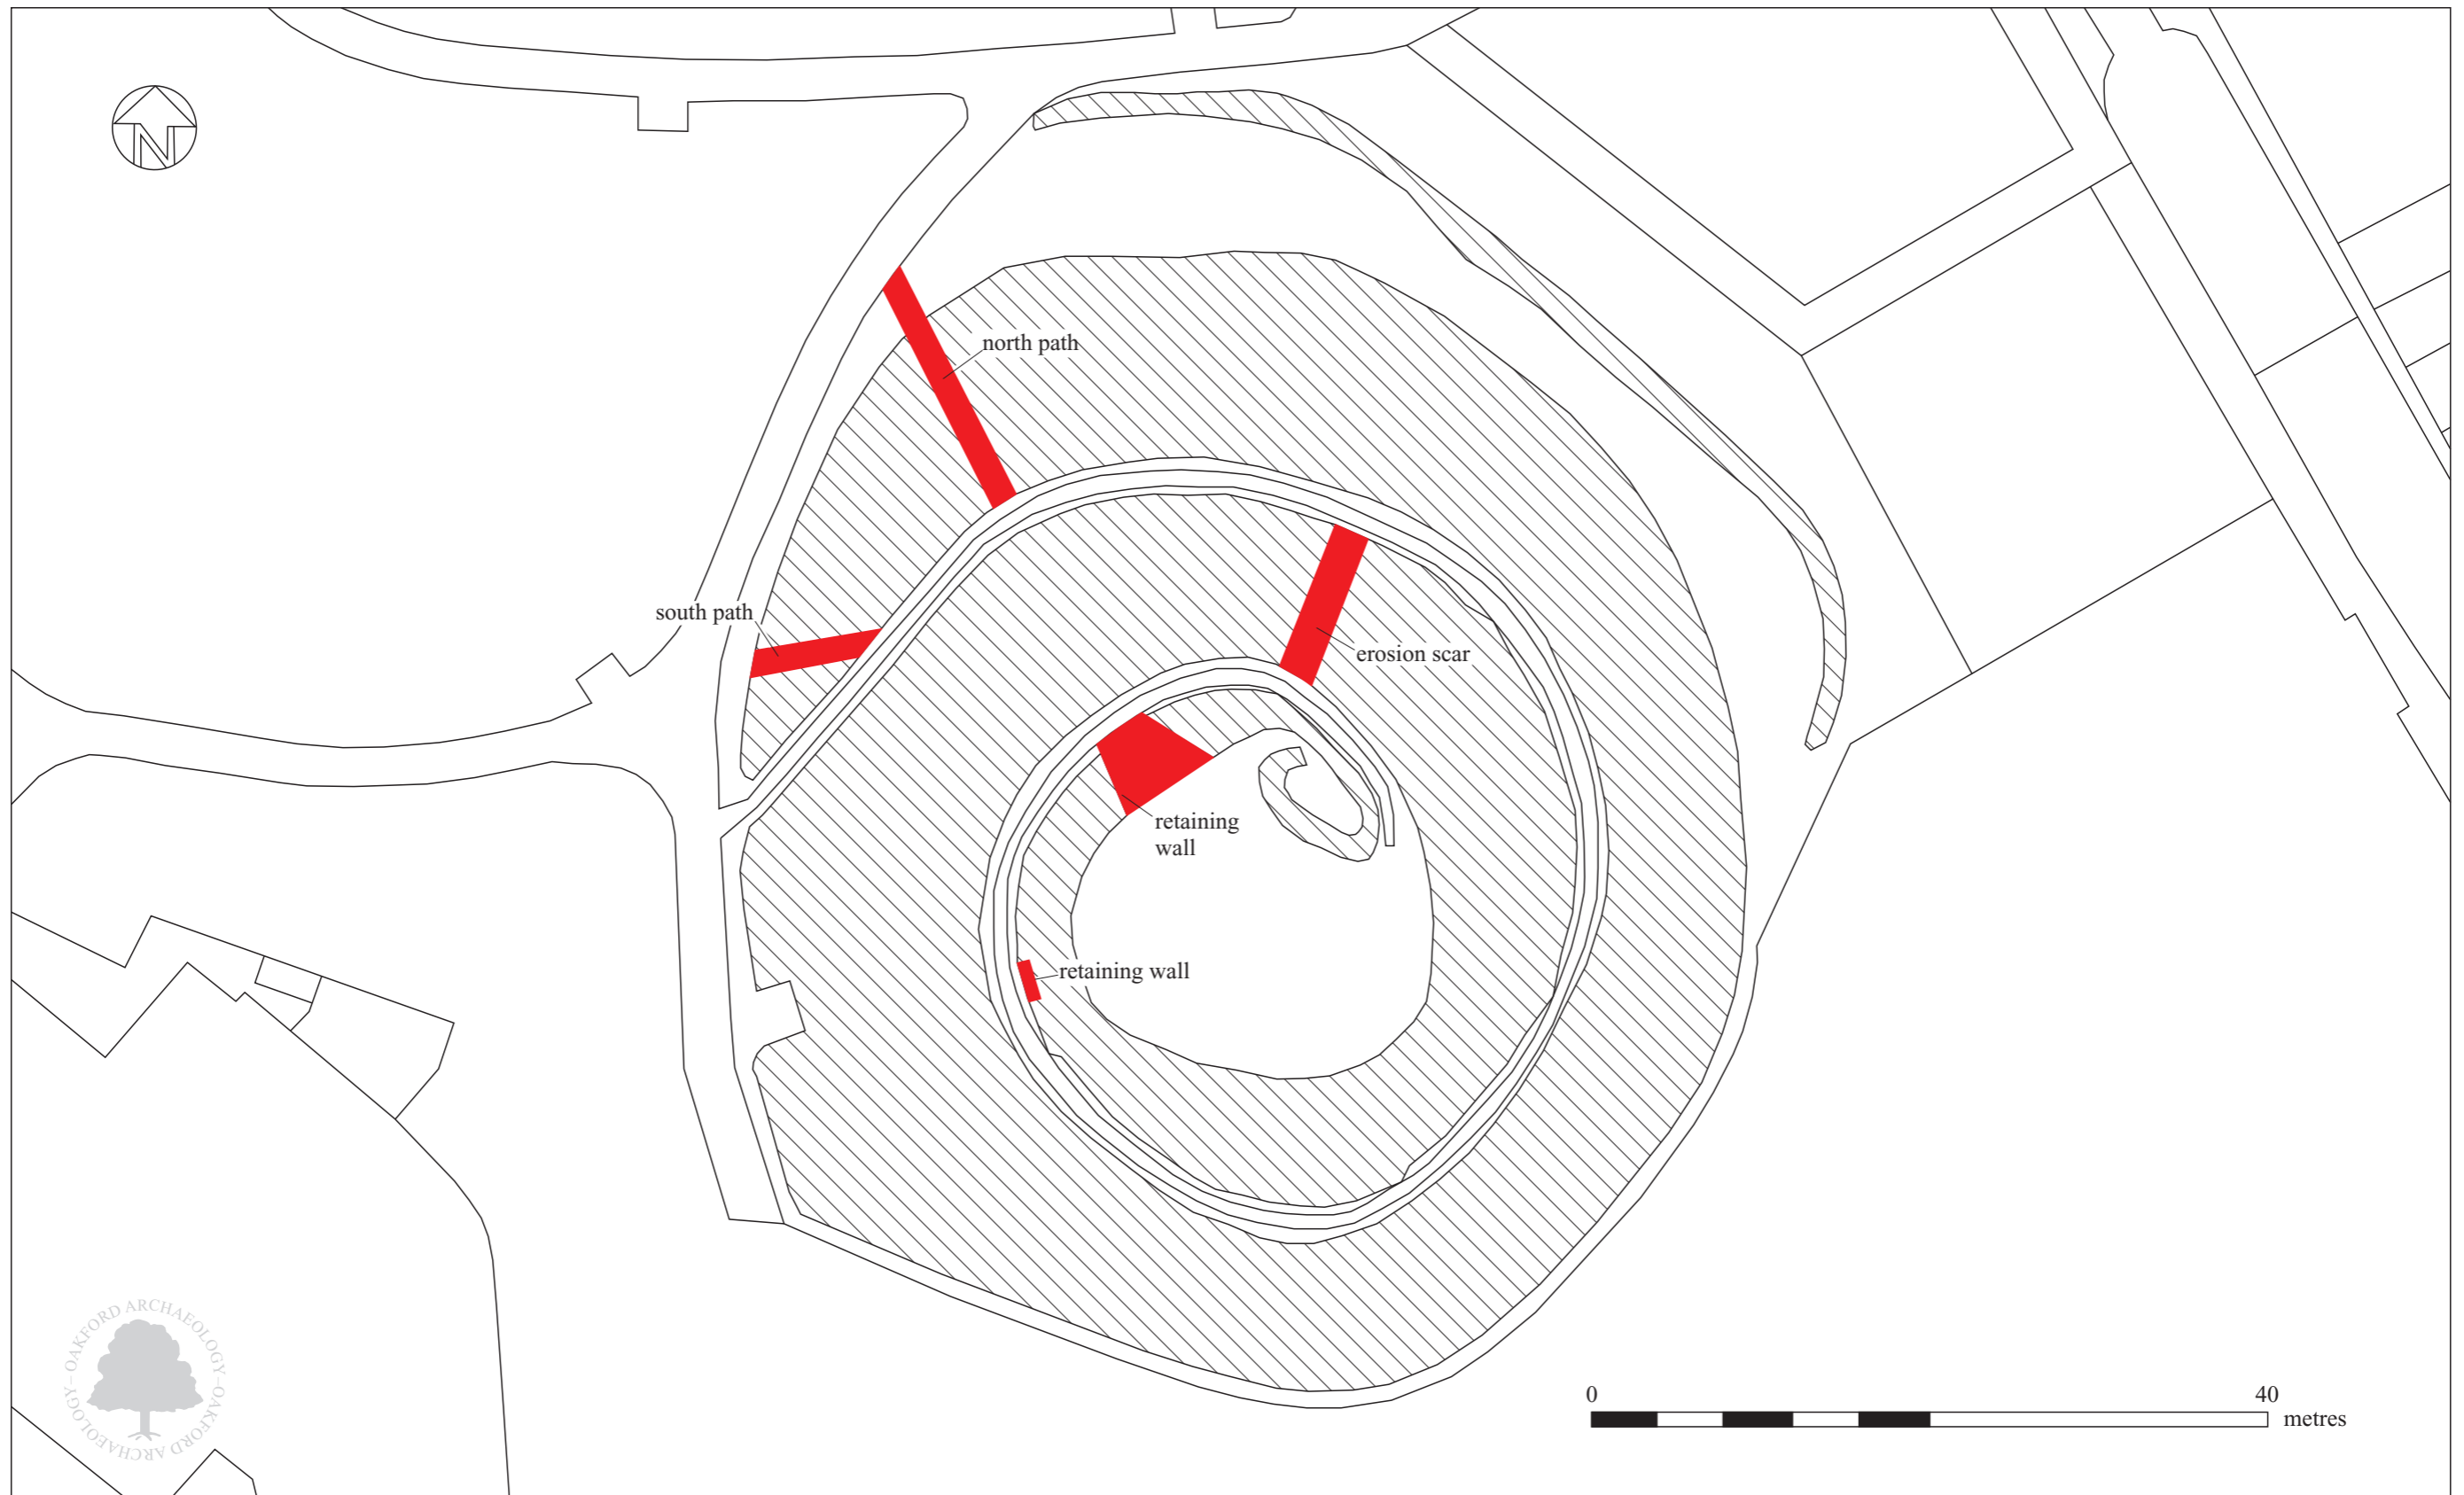 N
north path
south path
erosion scar
retaining
wall
retaining wall
0 40
metres
OAKFORD ARCHAEOLOGY – OAKFORD ARCHAEOLOGY –